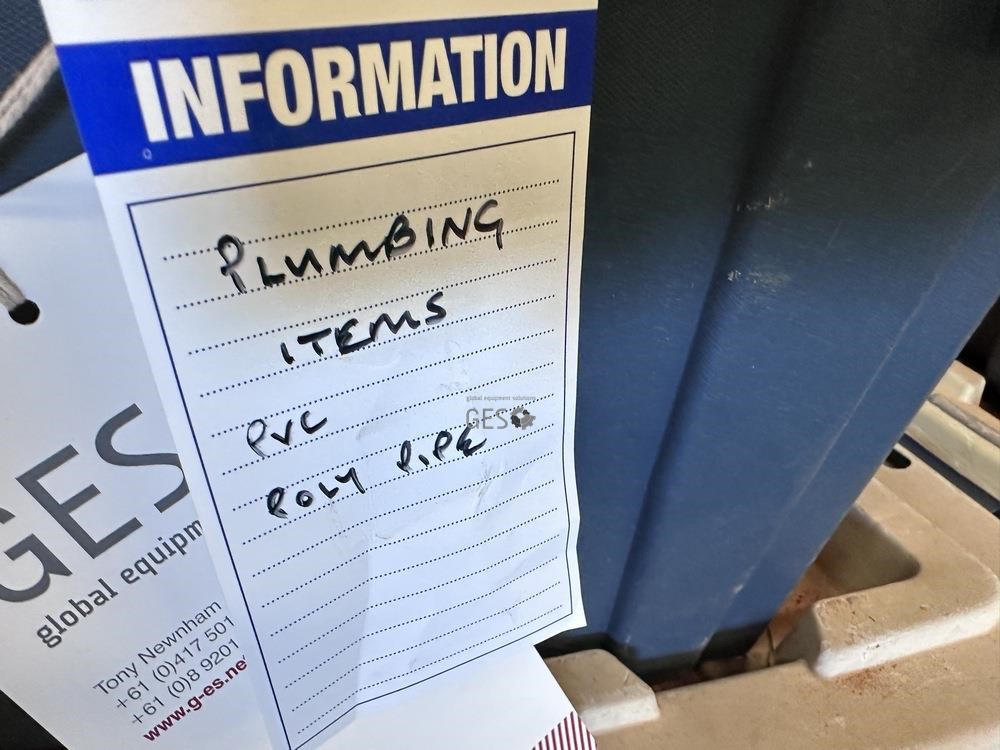 INFORMATION
PLUMBING
ITEMS
PVC
POLY PIPE
global equipment solutions
GES
GES
global equipm
Tony Newnham
+61 (0)417 501
+61 (0)8 9201
www.g-es.ne